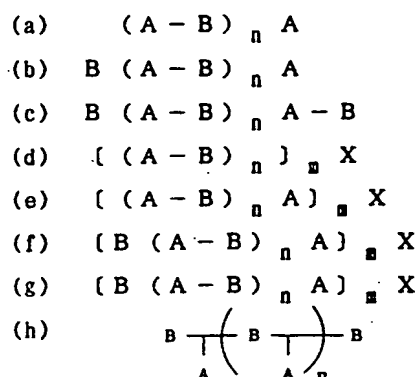 (a) (A − B) n A
(b) B (A − B) n A
(c) B (A − B) n A − B
(d) [ (A − B) n ] m X
(e) [ (A − B) n A] m X
(f) [B (A − B) n A] m X
(g) [B (A − B) n A] m X
(h) B ( B ) B
A A n